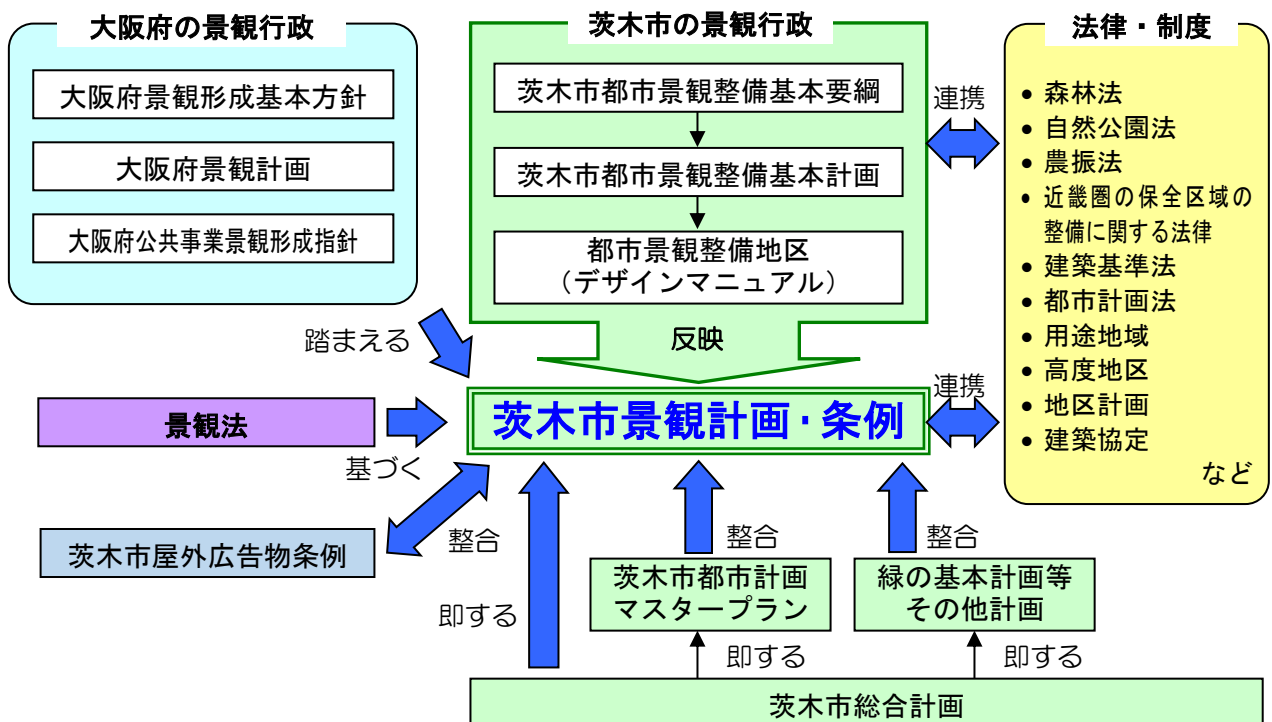 大阪府の景観行政
大阪府景観形成基本方針
大阪府景観計画
大阪府公共事業景観形成指針
茨木市の景観行政
茨木市都市景観整備基本要綱
茨木市都市景観整備基本計画
都市景観整備地区
（デザインマニュアル）
反映
連携
法律・制度
• 森林法
• 自然公園法
• 農振法
• 近畿圏の保全区域の
整備に関する法律
• 建築基準法
• 都市計画法
• 用途地域
• 高度地区
• 地区計画
• 建築協定
など
踏まえる
景観法
基づく
茨木市景観計画・条例
連携
茨木市屋外広告物条例
整合
即する
整合
茨木市都市計画
マスタープラン
即する
整合
緑の基本計画等
その他計画
即する
茨木市総合計画